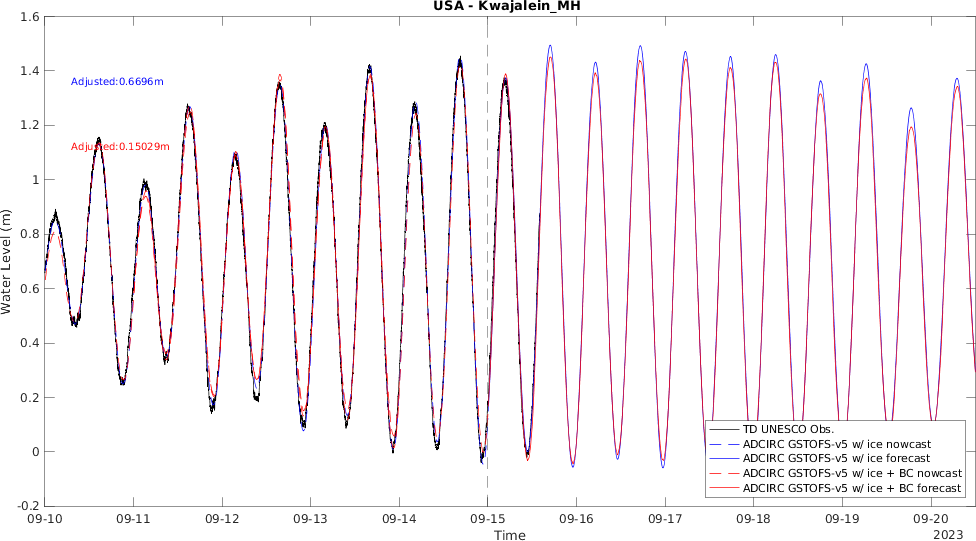 USA - Kwajalein_MH
1.6
1.4
1.2
1
0.8
0.6
0.4
0.2
0
-0.2
Water Level (m)
Adjusted:0.6696m
Adjusted:0.15029m
TD UNESCO Obs.
ADCIRC GSTOFS-v5 w/ ice nowcast
ADCIRC GSTOFS-v5 w/ ice forecast
ADCIRC GSTOFS-v5 w/ ice + BC nowcast
ADCIRC GSTOFS-v5 w/ ice + BC forecast
09-10 09-11 09-12 09-13 09-14 09-15 09-16 09-17 09-18 09-19 09-20
Time
2023